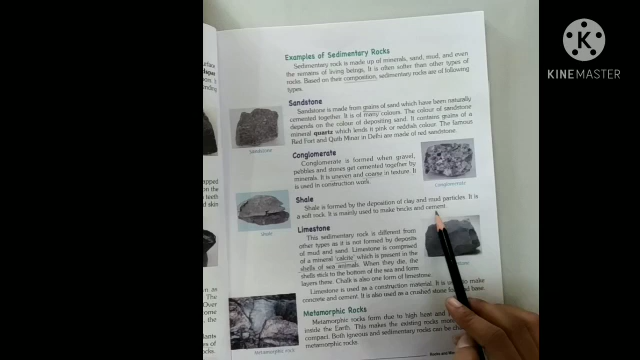 KINEMASTER
Examples of Sedimentary Rocks
Sedimentary rock is made up of minerals, sand, mud, and even
the remains of living beings. It is often softer than other types of
rocks. Based on their composition, sedimentary rocks are of following
types.
Sandstone
Sandstone is made from grains of sand which have been naturally
cemented together. It is of many colours. The colour of sandstone
depends on the colour of depositing sand. It contains grains of a
mineral quartz which lends it pink or reddish colour. The famous
Red Fort and Qutb Minar in Delhi are made of red sandstone.
Sandstone
Conglomerate
Conglomerate is formed when gravel,
pebbles and stones get cemented together by
minerals. It is uneven and coarse in texture. It
is used in construction work.
Conglomerate
Shale
Shale is formed by the deposition of clay and mud particles. It is
a soft rock. It is mainly used to make bricks and cement.
Shale
Limestone
This sedimentary rock is different from
other types as it is not formed by deposits
of mud and sand. Limestone is comprised
of a mineral 'calcite' which is present in the
shells of sea animals. When they die, the
shells stick to the bottom of the sea and form
layers there. Chalk is also one form of limestone.
Limestone is used as a construction material. It is to make
concrete and cement. It is also used as a crushed stone base
Metamorphic Rocks
Metamorphic rocks form due to high heat and
inside the Earth. This makes the existing rocks
compact. Both igneous and sedimentary rocks can be
metamorphic rocks
Metamorphic rock